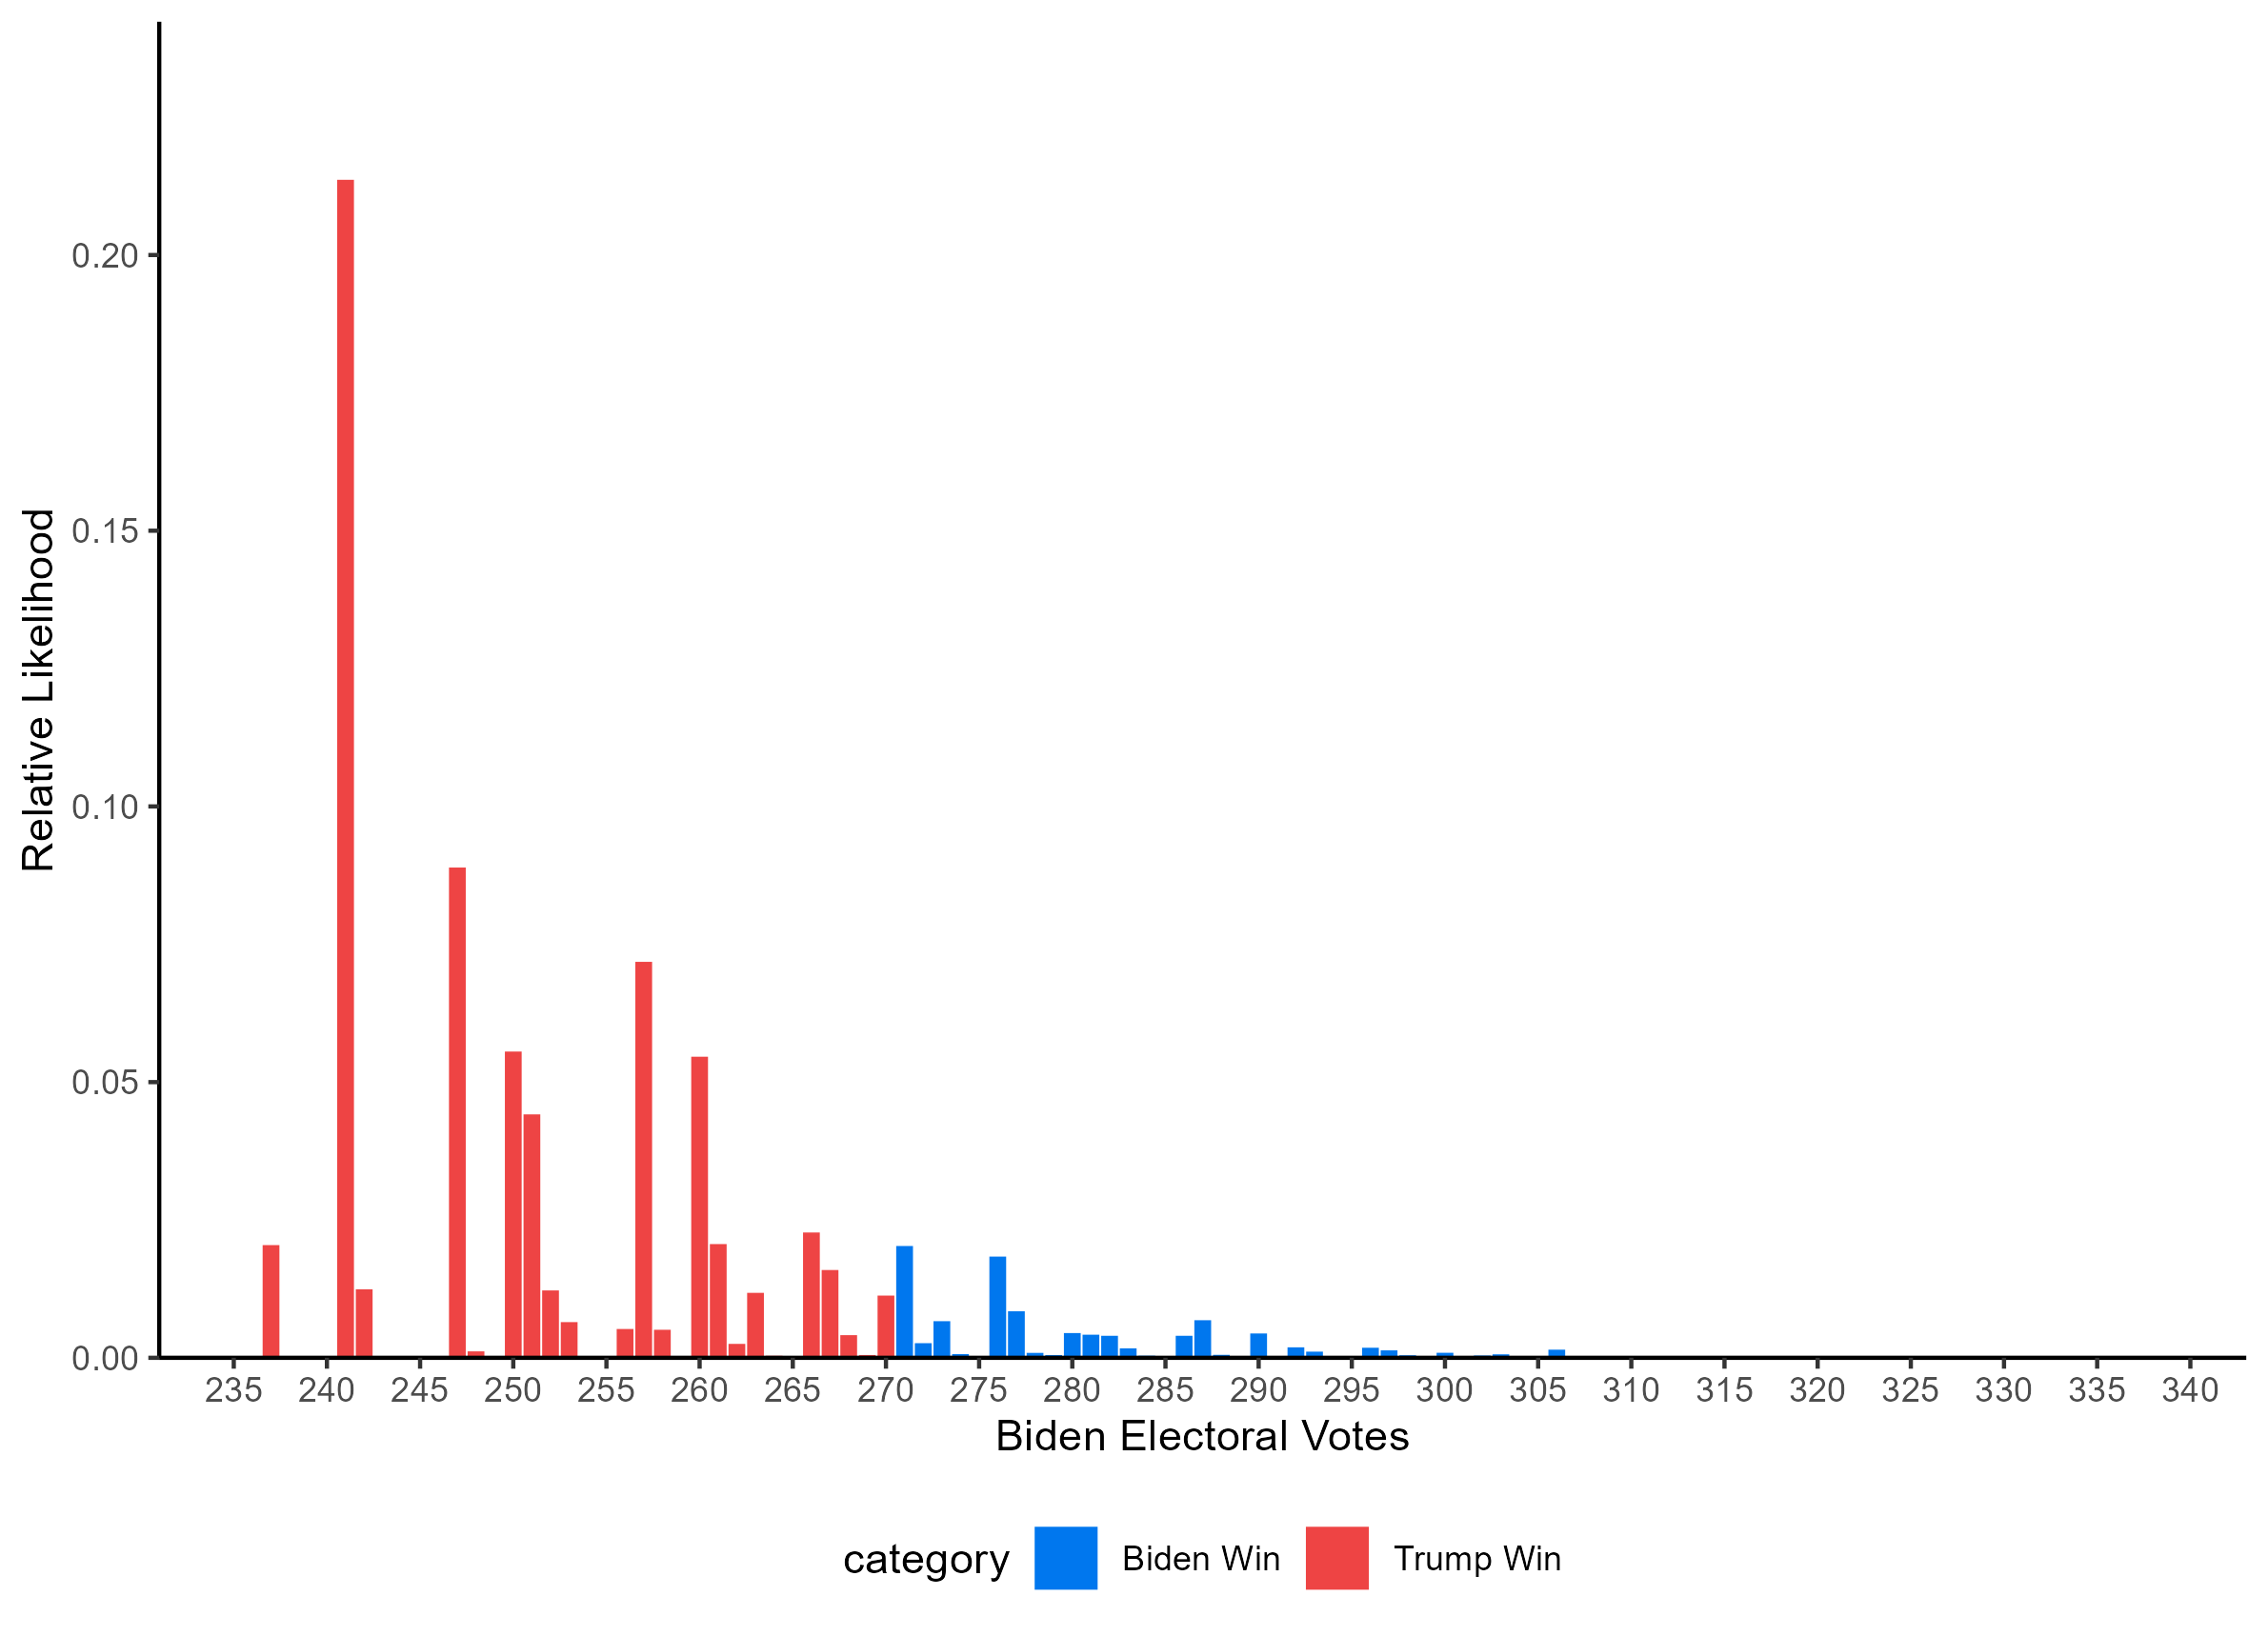 Relative Likelihood
0.20
0.15
0.10
0.05
0.00
235 240 245 250 255 260 265 270 275 280 285 290 295 300 305 310 315 320 325 330 335 340
Biden Electoral Votes
category Biden Win Trump Win